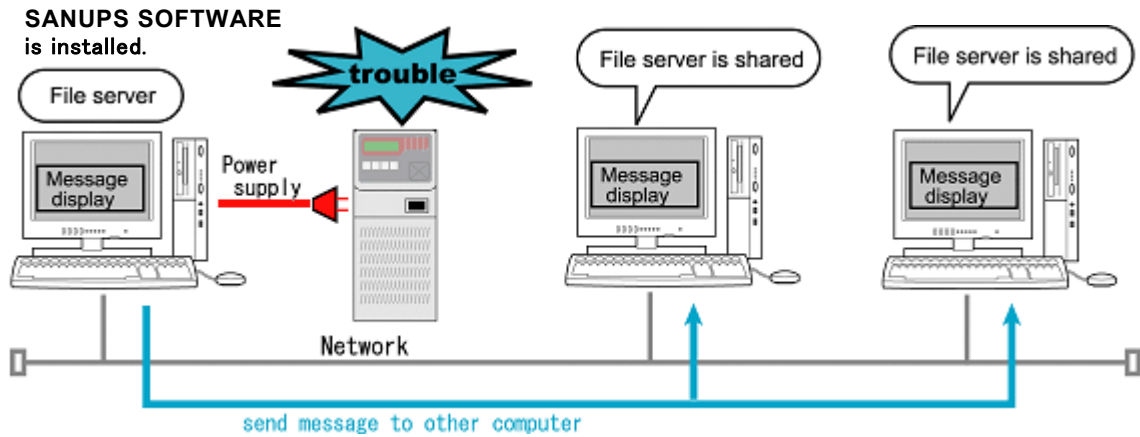 SANUPS SOFTWARE
is installed.
File server
trouble
File server is shared
File server is shared
Message
display
Power
supply
Message
display
Message
display
Network
send message to other computer